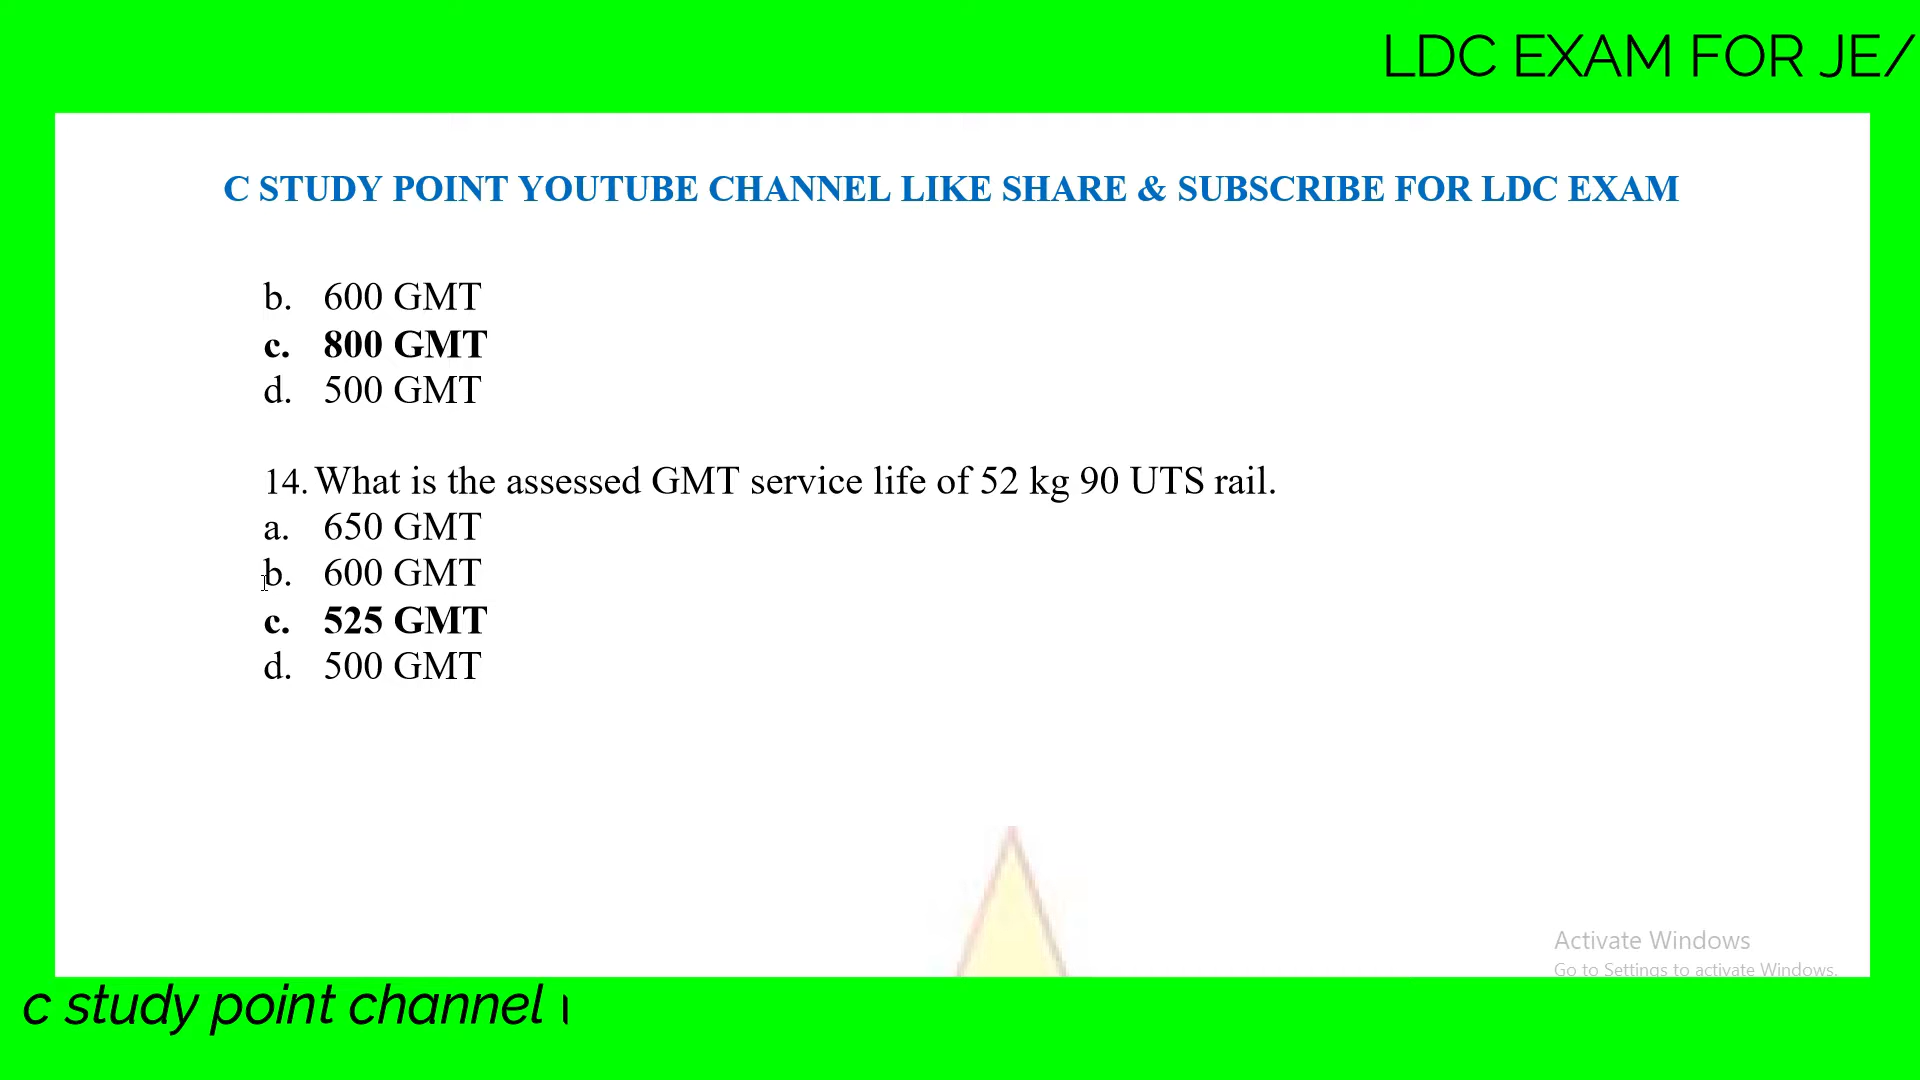 LDC EXAM FOR JE/
C STUDY POINT YOUTUBE CHANNEL LIKE SHARE & SUBSCRIBE FOR LDC EXAM
b. 600 GMT
c. 800 GMT
d. 500 GMT
14. What is the assessed GMT service life of 52 kg 90 UTS rail.
a. 650 GMT
b. 600 GMT
c. 525 GMT
d. 500 GMT
Activate Windows
Go to Settings to activate Windows.
c study point channel